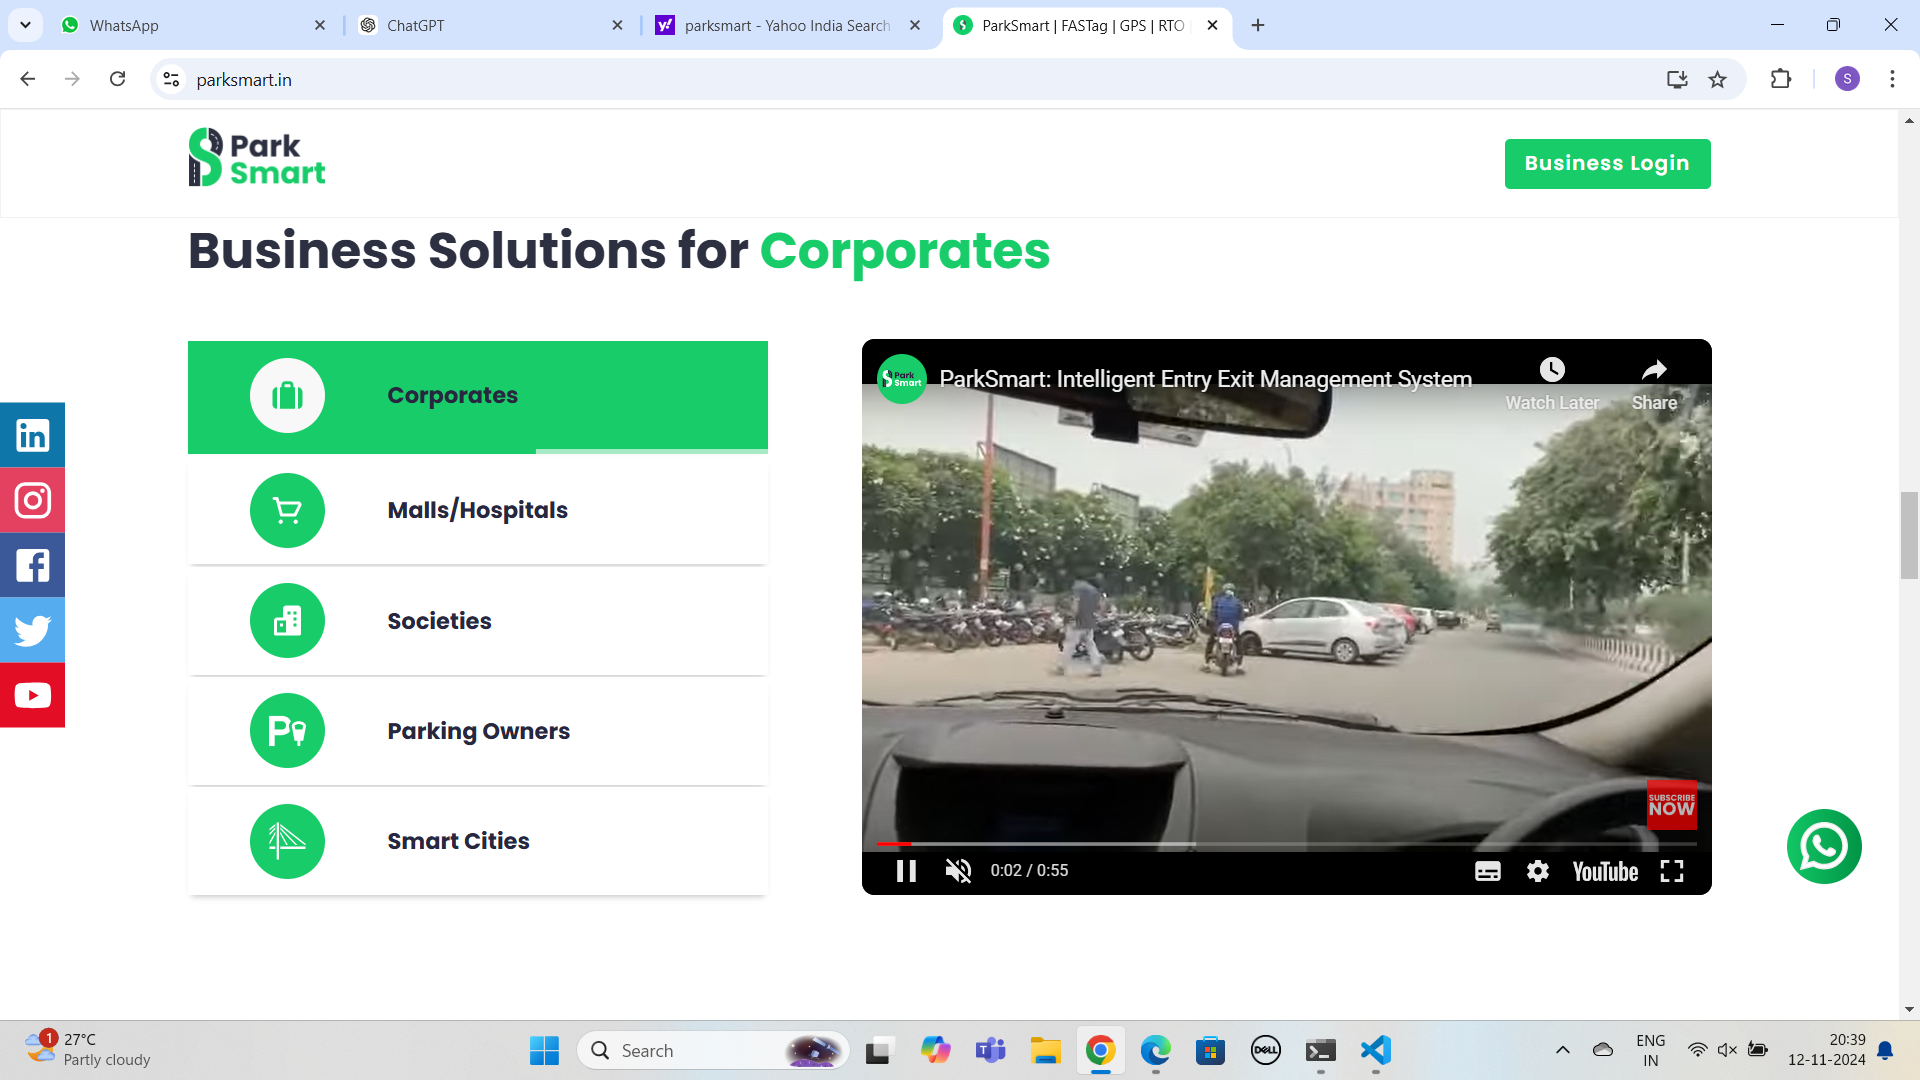 WhatsApp
ChatGPT
parksmart - Yahoo India Search
ParkSmart | FASTag | GPS | RTO
parksmart.in
S
Park
Smart
Business Login
Business Solutions for Corporates
Corporates
Malls/Hospitals
Societies
Parking Owners
Smart Cities
Park
Smart
ParkSmart: Intelligent Entry Exit Management System
Watch Later
Share
SUBSCRIBE
NOW
0:02 / 0:55
YouTube
1
27°C
Partly cloudy
Search
DELL
ENG
IN
20:39
12-11-2024